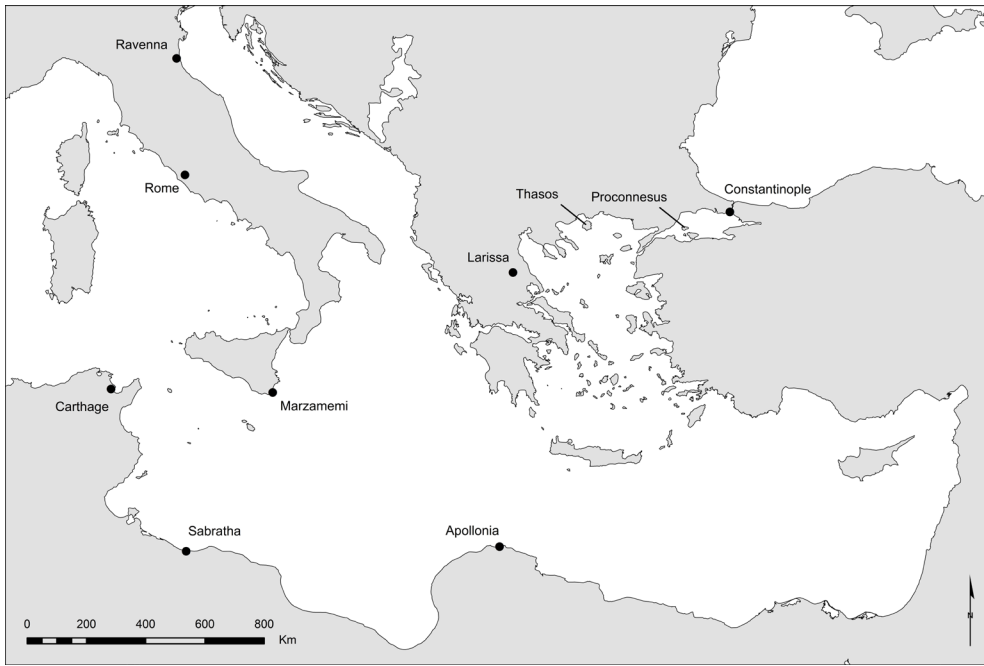 Ravenna
Rome
Thasos
Proconnesus
Constantinople
Larissa
Carthage
Marzamemi
Sabratha
Apollonia
0 200 400 600 800
Km
N